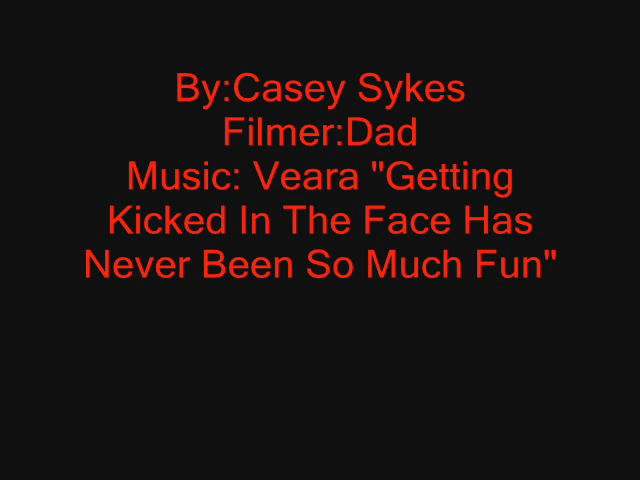 By:Casey Sykes
Filmer:Dad
Music: Veara "Getting
Kicked In The Face Has
Never Been So Much Fun"